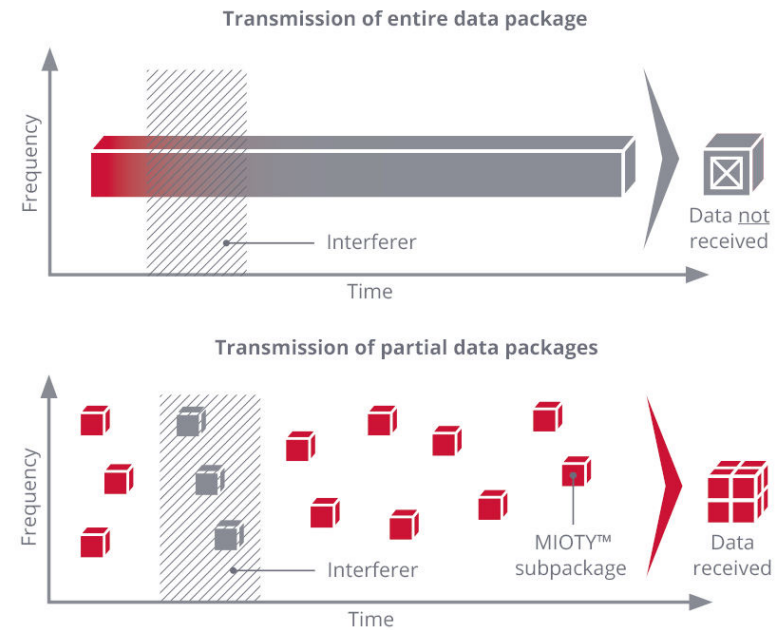 Transmission of entire data package
Frequency
Interferer
Data not
received
Time
Transmission of partial data packages
Frequency
MIOTY™
subpackage
Interferer
Data
received
Time